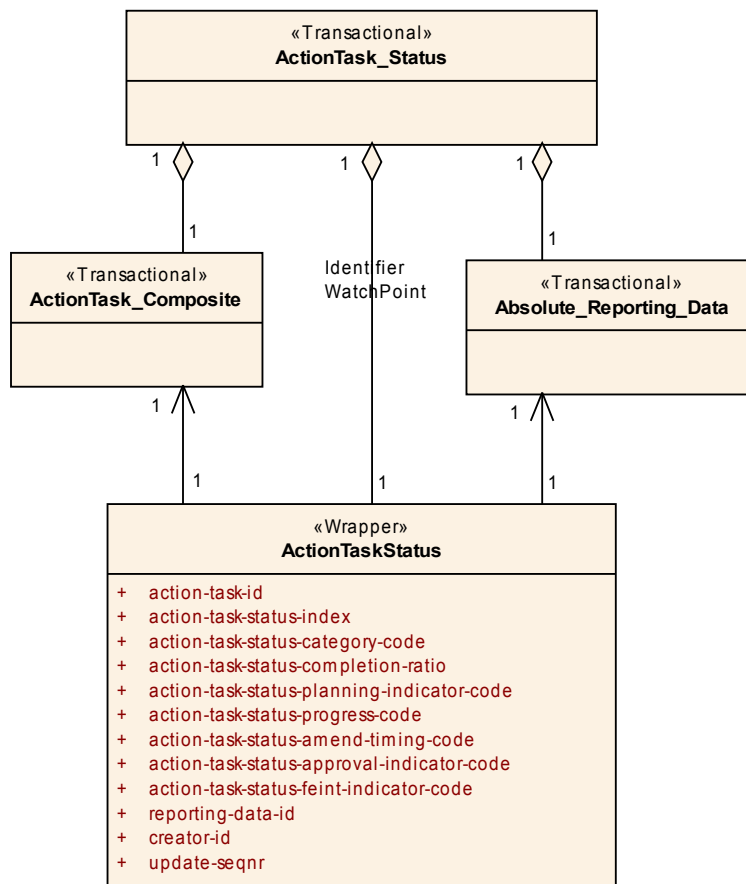 «Transactional»
ActionTask_Status
1
1
1
1
1
Identifier
WatchPoint
«Transactional»
ActionTask_Composite
«Transactional»
Absolute_Reporting_Data
1
1
1
1
1
«Wrapper»
ActionTaskStatus
+ action-task-id
+ action-task-status-index
+ action-task-status-category-code
+ action-task-status-completion-ratio
+ action-task-status-planning-indicator-code
+ action-task-status-progress-code
+ action-task-status-amend-timing-code
+ action-task-status-approval-indicator-code
+ action-task-status-feint-indicator-code
+ reporting-data-id
+ creator-id
+ update-seqnr